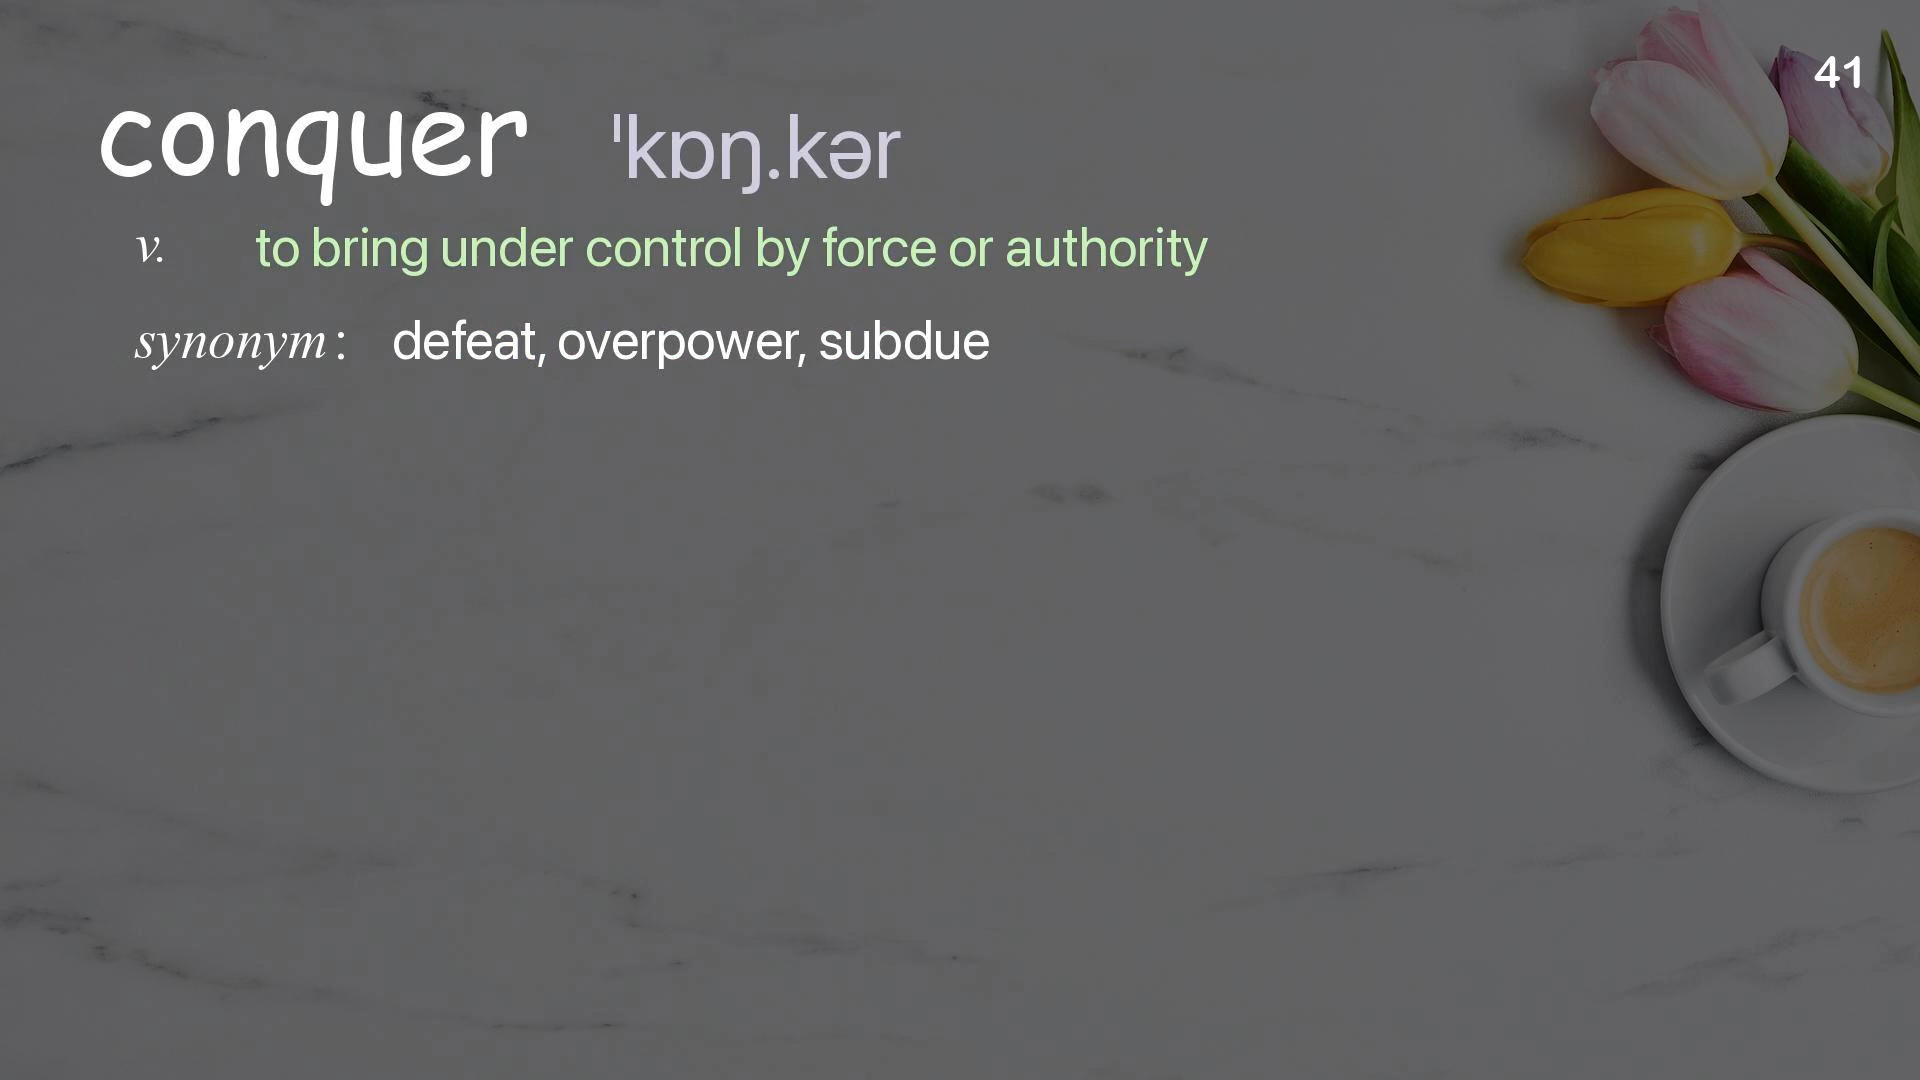 41
conquer ˈkɒŋ.kər
v. to bring under control by force or authority
synonym : defeat, overpower, subdue